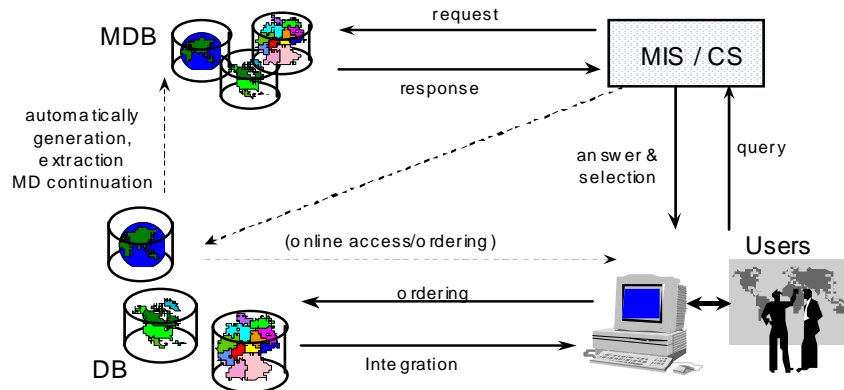 request
MDB
MIS / CS
response
automatically
generation,
extraction
MD continuation
answer &
selection
query
(online access/ordering)
Users
ordering
DB
Integration